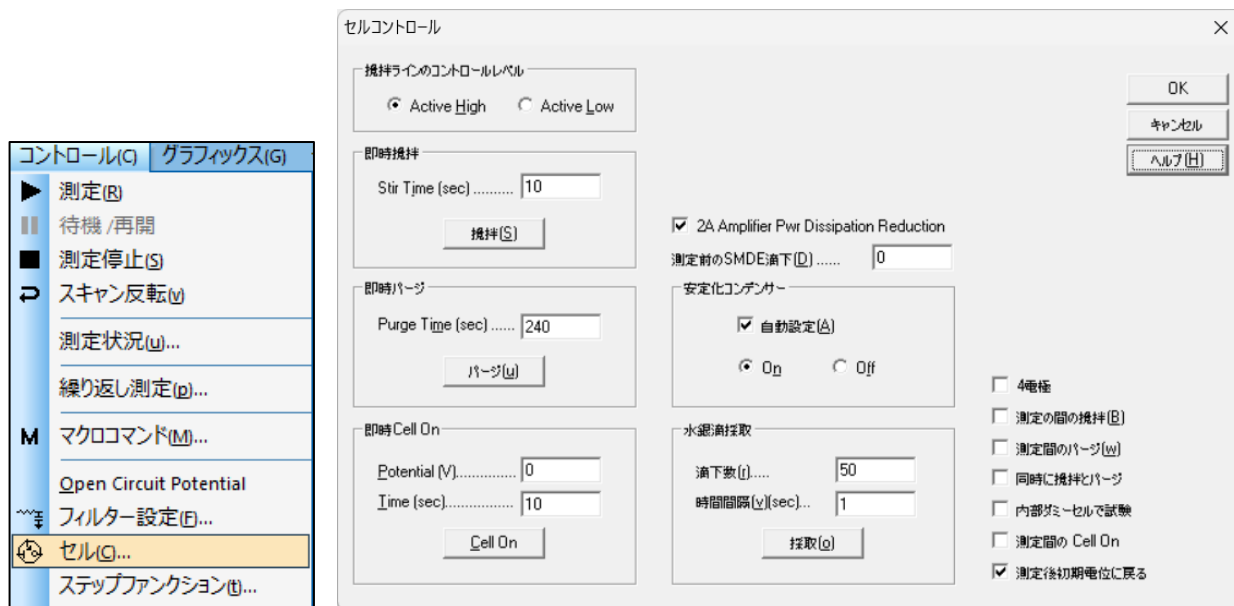 コントロール(C) グラフィックス(G)
測定(R)
待機/再開
測定停止(S)
スキャン反転(v)
測定状況(u)...
繰り返し測定(p)...
M マクロコマンド(M)...
Open Circuit Potential
フィルター設定(F)...
セル(C)...
ステップファンクション(t)...
セルコントロール
攪拌ラインのコントロールレベル
Active High Active Low
即時攪拌
Stir Time (sec) .......... 10
攪拌(S)
即時パージ
Purge Time (sec) ...... 240
パージ(u)
即時Cell On
Potential (V)............... 0
Time (sec)................. 10
Cell On
2A Amplifier Pwr Dissipation Reduction
測定前のSMDE滴下(D) ...... 0
安定化コンデンサー
自動設定(A)
On Off
水銀滴採取
滴下数(r)..... 50
時間間隔(v)(sec)... 1
採取(o)
OK
キャンセル
ヘルプ(H)
4電極
測定の間の攪拌(B)
測定間のパージ(w)
同時に攪拌とパージ
内部ダミーセルで試験
測定間の Cell On
測定後初期電位に戻る